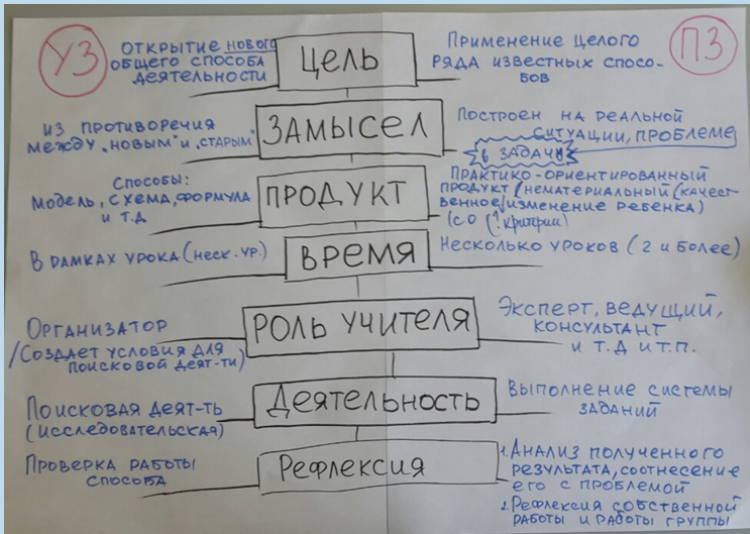 УЗ
ПЗ
ОТКРЫТИЕ НОВОГО
ОБЩЕГО СПОСОБА
ДЕЯТЕЛЬНОСТИ
ЦЕЛЬ
ПРИМЕНЕНИЕ ЦЕЛОГО
РЯДА ИЗВЕСТНЫХ СПОСО-
БОВ
ИЗ ПРОТИВОРЕЧИЯ
МЕЖДУ „НОВЫМ" И „СТАРЫМ"
ЗАМЫСЕЛ
ПОСТРОЕН НА РЕАЛЬНОЙ
СИТУАЦИИ, ПРОБЛЕМЕ
ЗАДАЧИ
СПОСОБЫ:
МОДЕЛЬ, СХЕМА, ФОРМУЛА
И Т.Д
ПРОДУКТ
ПРАКТИКО-ОРИЕНТИРОВАННЫЙ
ПРОДУКТ (НЕМАТЕРИАЛЬНЫЙ (КАЧЕСТ-
ВЕННОЕ/ИЗМЕНЕНИЕ РЕБЕНКА)
(СО критерии)
В РАМКАХ УРОКА (НЕСК. УР.)
ВРЕМЯ
НЕСКОЛЬКО УРОКОВ (2 И БОЛЕЕ)
ОРГАНИЗАТОР
/СОЗДАЕТ УСЛОВИЯ ДЛЯ
ПОИСКОВОЙ ДЕЯТ-ТИ)
РОЛЬ УЧИТЕЛЯ
ЭКСПЕРТ, ВЕДУЩИЙ,
КОНСУЛЬТАНТ
И Т.Д И Т.П.
ПОИСКОВАЯ ДЕЯТ-ТЬ
(ИССЛЕДОВАТЕЛЬСКАЯ)
ДЕЯТЕЛЬНОСТЬ
ВЫПОЛНЕНИЕ СИСТЕМЫ
ЗАДАНИЙ
ПРОВЕРКА РАБОТЫ
СПОСОБА
РЕФЛЕКСИЯ
1. АНАЛИЗ ПОЛУЧЕННОГО
РЕЗУЛЬТАТА, СООТНЕСЕНИЕ
ЕГО С ПРОБЛЕМОЙ
2. РЕФЛЕКСИЯ СОБСТВЕННОЙ
РАБОТЫ И РАБОТЫ ГРУППЫ